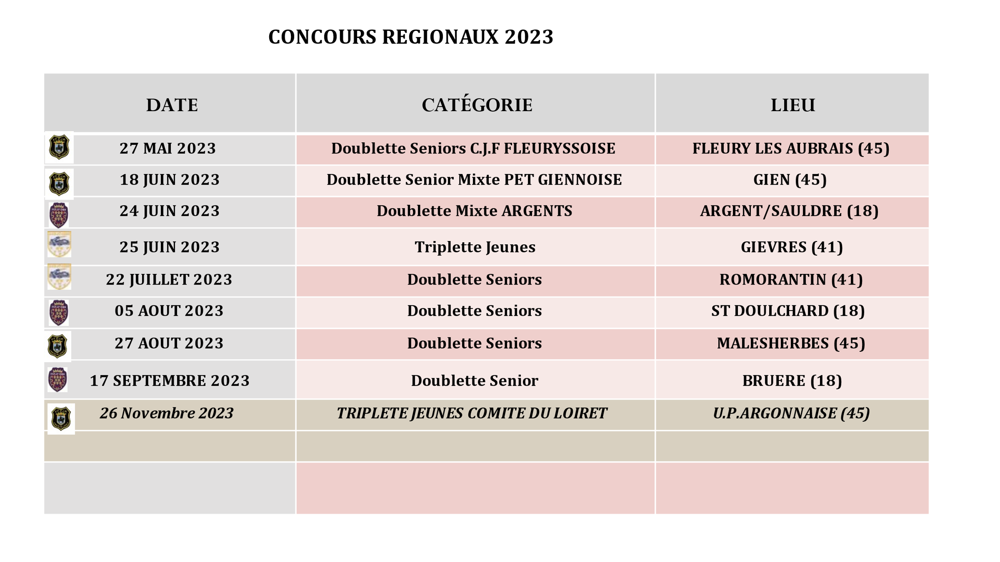 CONCOURS REGIONAUX 2023
DATE CATÉGORIE LIEU
27 MAI 2023 Doublette Seniors C.J.F FLEURYSSOISE FLEURY LES AUBRAIS (45)
18 JUIN 2023 Doublette Senior Mixte PET GIENNOISE GIEN (45)
24 JUIN 2023 Doublette Mixte ARGENTS ARGENT/SAULDRE (18)
25 JUIN 2023 Triplette Jeunes GIEVRES (41)
22 JUILLET 2023 Doublette Seniors ROMORANTIN (41)
05 AOUT 2023 Doublette Seniors ST DOULCHARD (18)
27 AOUT 2023 Doublette Seniors MALESHERBES (45)
17 SEPTEMBRE 2023 Doublette Senior BRUERE (18)
26 Novembre 2023 TRIPLETE JEUNES COMITE DU LOIRET U.P.ARGONNAISE (45)